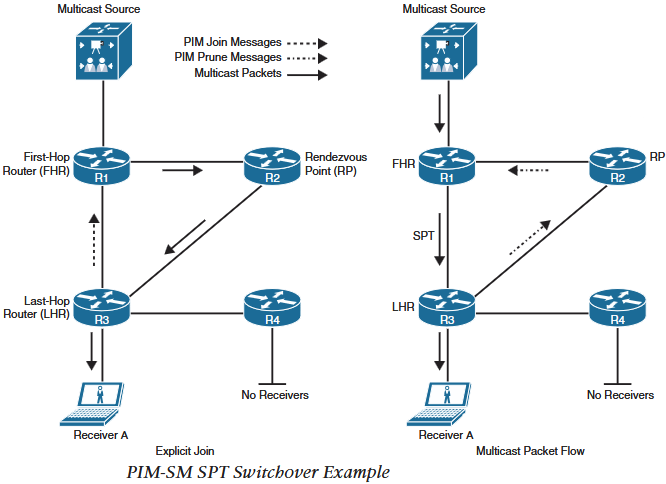 Multicast Source
PIM Join Messages
PIM Prune Messages
Multicast Packets
First-Hop
Router (FHR)
R1
R2
Rendezvous
Point (RP)
Last-Hop
Router (LHR)
R3
R4
No Receivers
Receiver A
Explicit Join
Multicast Source
FHR
R1
R2
RP
SPT
LHR
R3
R4
No Receivers
Receiver A
Multicast Packet Flow
PIM-SM SPT Switchover Example